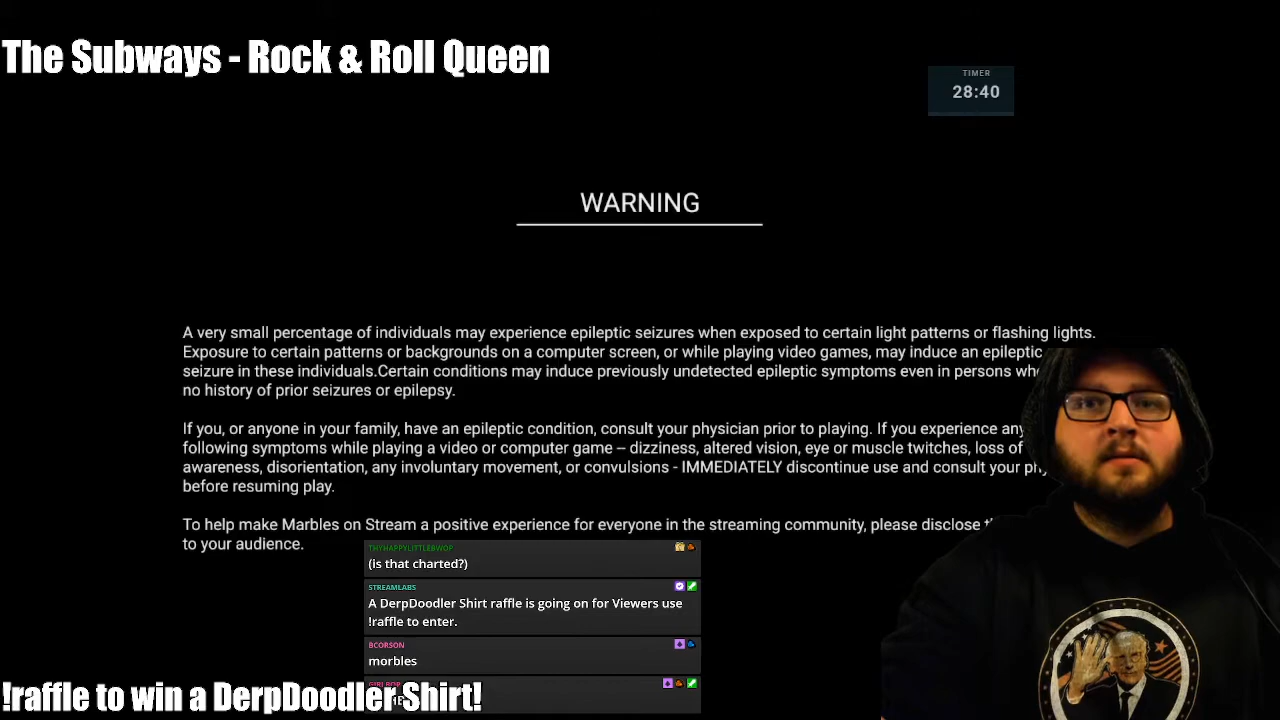 The Subways - Rock & Roll Queen
TIMER
28:40
WARNING
A very small percentage of individuals may experience epileptic seizures when exposed to certain light patterns or flashing lights.
Exposure to certain patterns or backgrounds on a computer screen, or while playing video games, may induce an epileptic
seizure in these individuals.Certain conditions may induce previously undetected epileptic symptoms even in persons who
no history of prior seizures or epilepsy.
If you, or anyone in your family, have an epileptic condition, consult your physician prior to playing. If you experience any
following symptoms while playing a video or computer game -- dizziness, altered vision, eye or muscle twitches, loss of
awareness, disorientation, any involuntary movement, or convulsions - IMMEDIATELY discontinue use and consult your
before resuming play.
To help make Marbles on Stream a positive experience for everyone in the streaming community, please disclose
to your audience.
THYHAPPYLITTLEBWOP
(is that charted?)
STREAMLABS
A DerpDoodler Shirt raffle is going on for Viewers use
!raffle to enter.
BCORSON
morbles
!raffle to win a DerpDoodler Shirt!